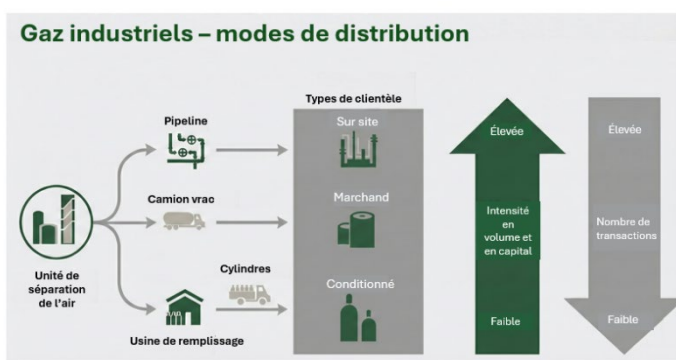 Gaz industriels – modes de distribution
Types de clientèle
Pipeline
Sur site
Élevée
Élevée
Camion vrac
Marchand
Intensité
en
volume et
en capital
Nombre de
transactions
Unité de
séparation
de l'air
Cylindres
Conditionné
Usine de remplissage
Faible
Faible